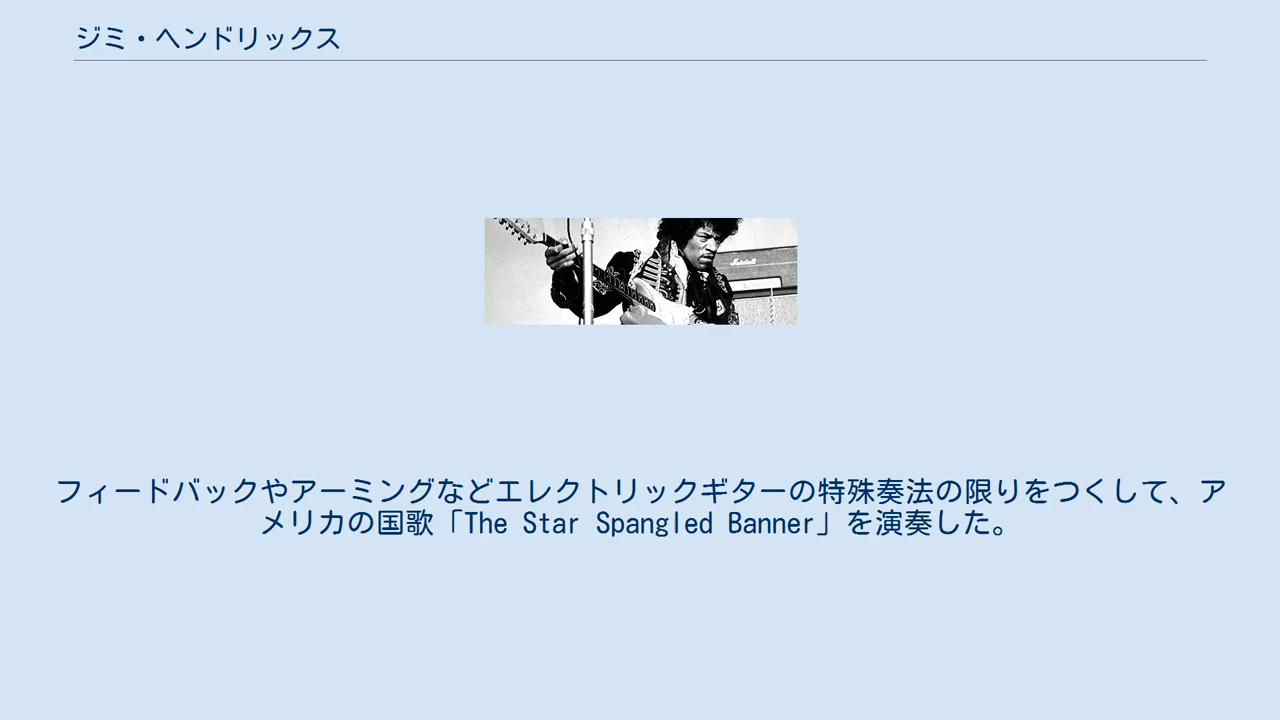 ジミ・ヘンドリックス
Marshall
フィードバックやアーミングなどエレクトリックギターの特殊奏法の限りをつくして、ア
メリカの国歌「The Star Spangled Banner」を演奏した。